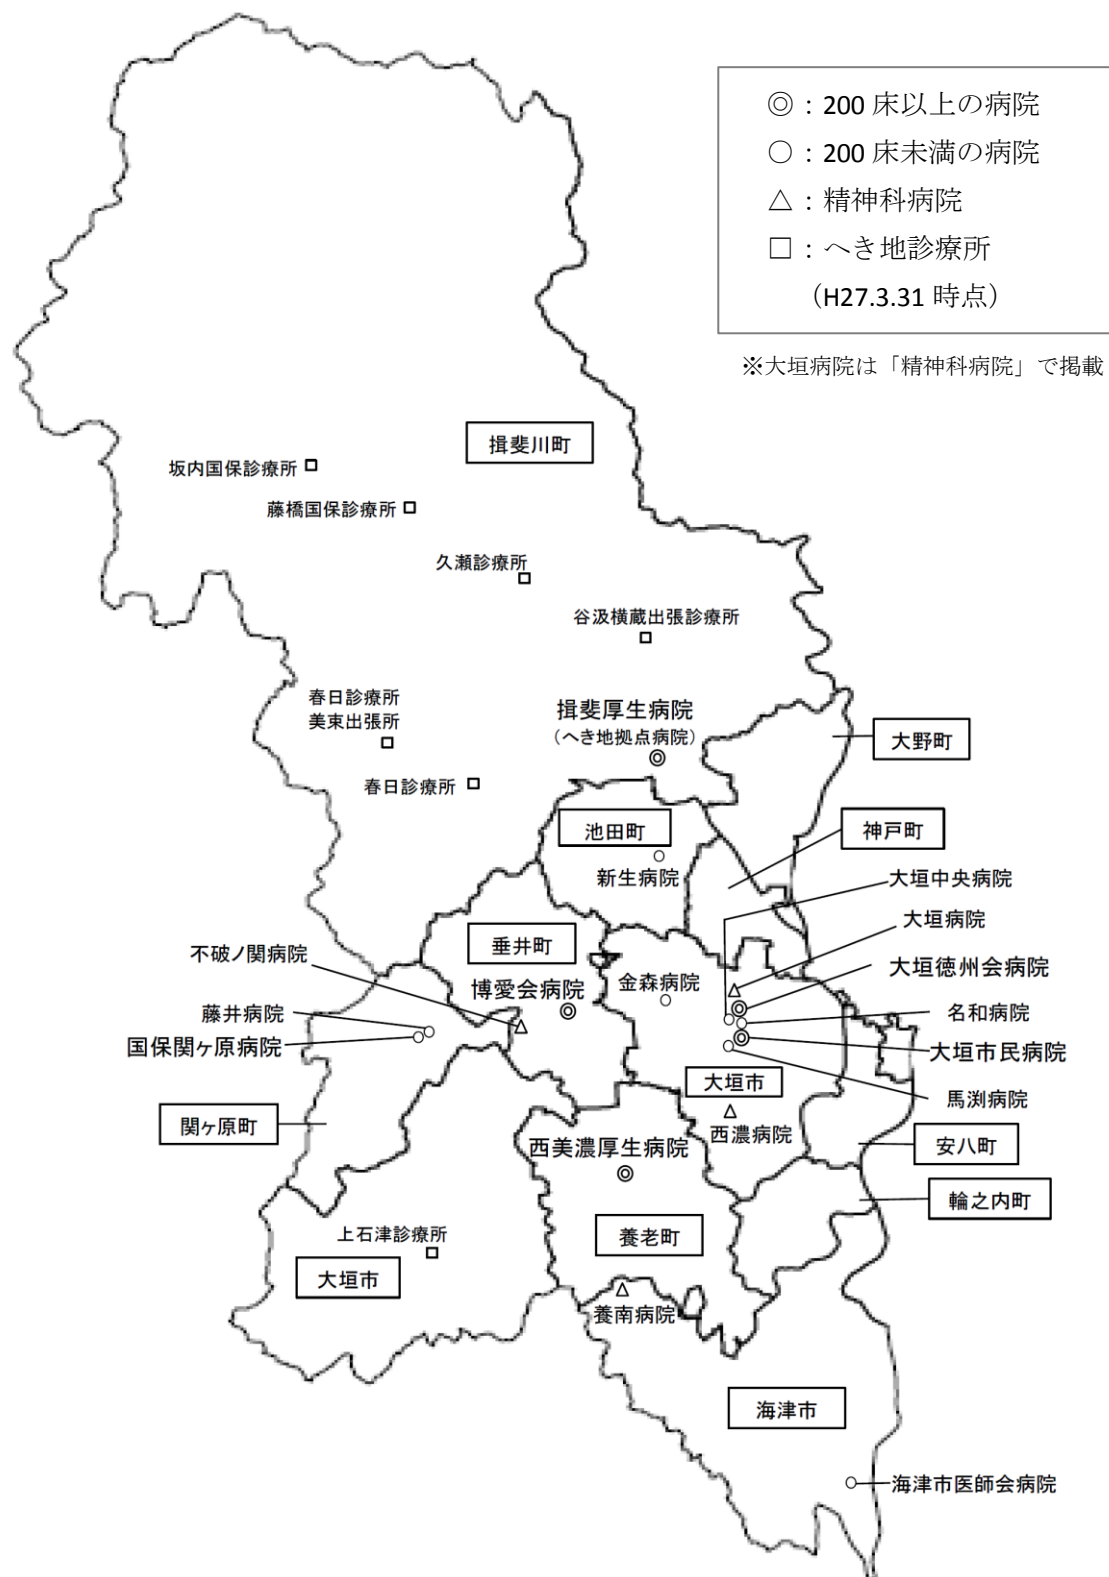 ◎：200 床以上の病院
○：200 床未満の病院
△：精神科病院
□：へき地診療所
（H27.3.31 時点）
※大垣病院は「精神科病院」で掲載
揖斐川町
坂内国保診療所
藤橋国保診療所
久瀬診療所
谷汲横蔵出張診療所
春日診療所
美束出張所
揖斐厚生病院
（へき地拠点病院）
大野町
春日診療所
池田町
神戸町
新生病院
大垣中央病院
大垣病院
垂井町
不破ノ関病院
大垣徳州会病院
金森病院
博愛会病院
藤井病院
名和病院
国保関ヶ原病院
大垣市民病院
大垣市
馬渕病院
関ヶ原町
西濃病院
安八町
西美濃厚生病院
輪之内町
上石津診療所
養老町
大垣市
養南病院
海津市
海津市医師会病院